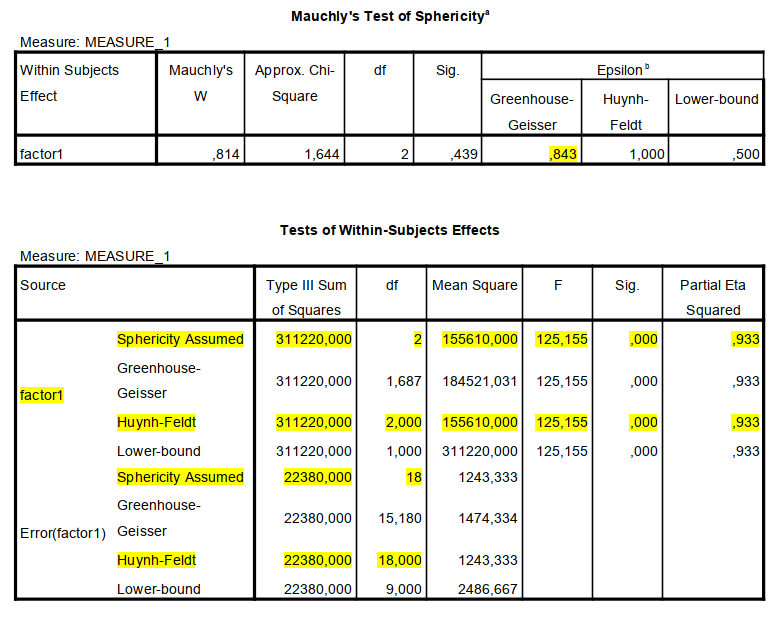 Mauchly's Test of Sphericityᵃ
Measure: MEASURE_1
Within Subjects Effect Mauchly's W Approx. Chi-Square df Sig. Epsilon ᵇ
Greenhouse-Geisser Huynh-Feldt Lower-bound
factor1 ,814 1,644 2 ,439 ,843 1,000 ,500
Tests of Within-Subjects Effects
Measure: MEASURE_1
Source Type III Sum of Squares df Mean Square F Sig. Partial Eta Squared
factor1 Sphericity Assumed 311220,000 2 155610,000 125,155 ,000 ,933
Greenhouse-Geisser 311220,000 1,687 184521,031 125,155 ,000 ,933
Huynh-Feldt 311220,000 2,000 155610,000 125,155 ,000 ,933
Lower-bound 311220,000 1,000 311220,000 125,155 ,000 ,933
Error(factor1) Sphericity Assumed 22380,000 18 1243,333
Greenhouse-Geisser 22380,000 15,180 1474,334
Huynh-Feldt 22380,000 18,000 1243,333
Lower-bound 22380,000 9,000 2486,667